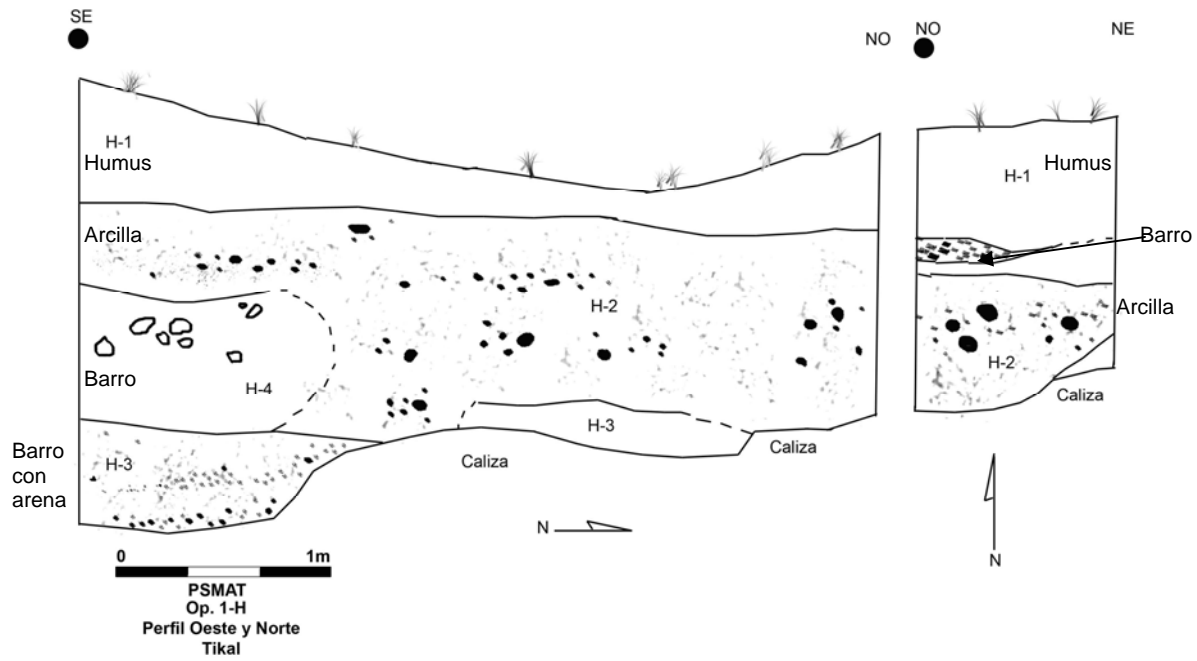 SE
NO
NO
NE
H-1
Humus
Arcilla
H-2
Barro
H-4
H-3
Barro
con
arena
H-3
Caliza
Caliza
N
H-1
Humus
Barro
Arcilla
H-2
Caliza
N
0 1m
PSMAT
Op. 1-H
Perfil Oeste y Norte
Tikal